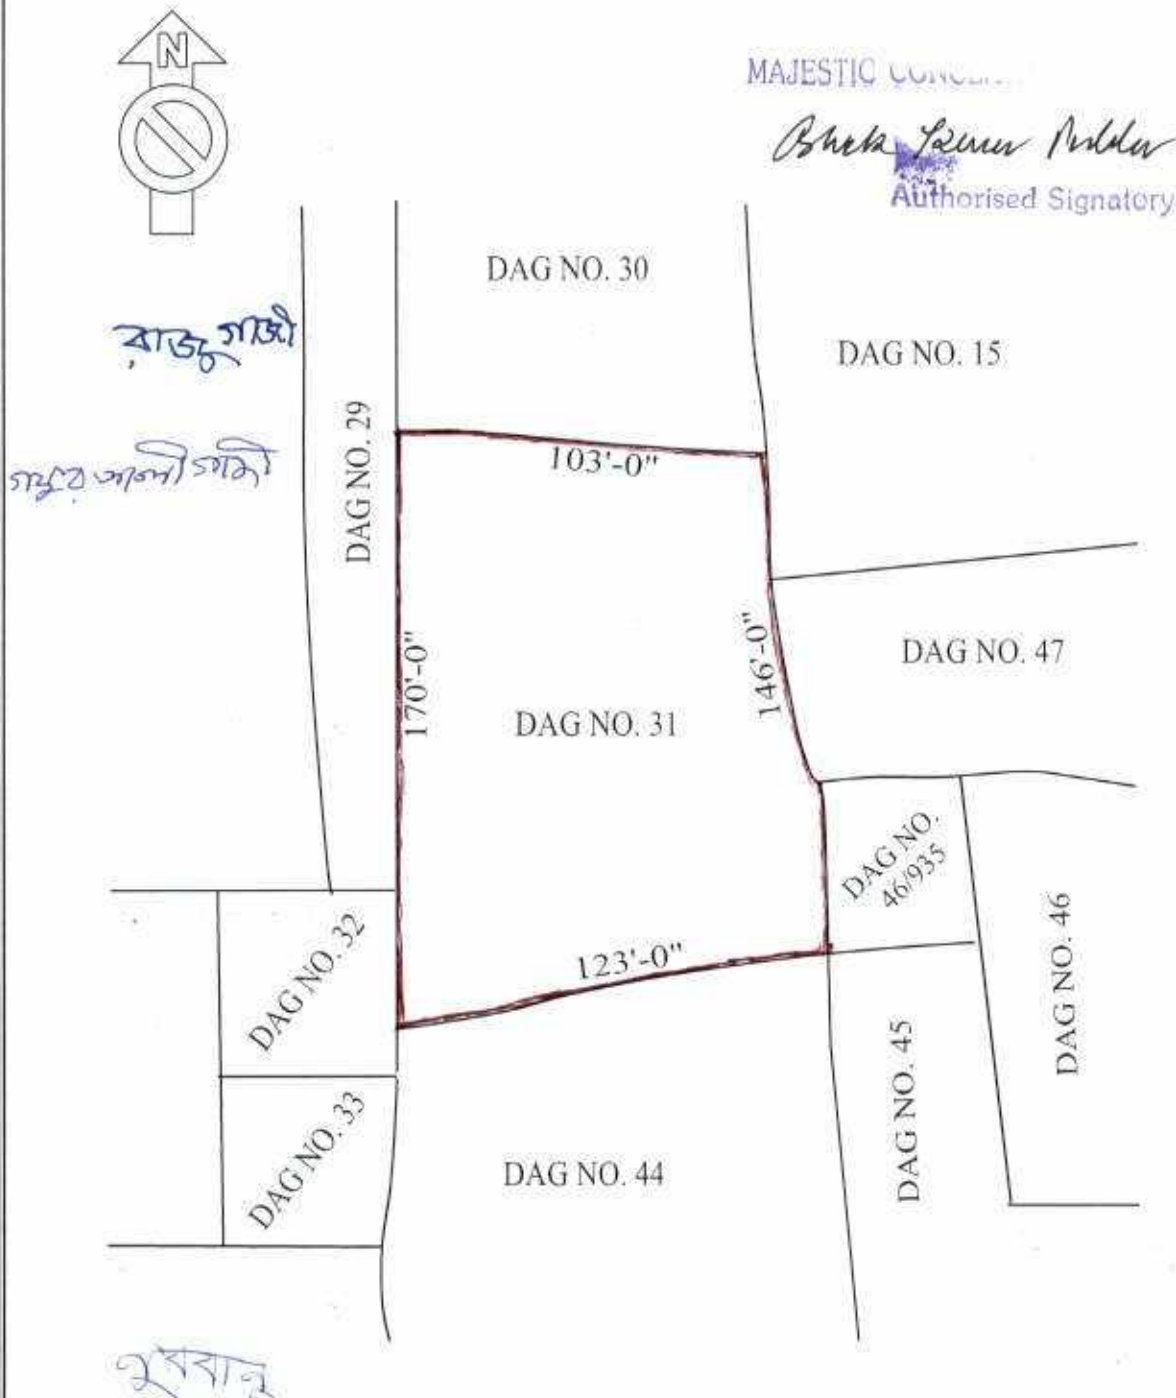 N
MAJESTIC
Authorised Signatory
DAG NO. 30
DAG NO. 15
রাজু গাজী
DAG NO. 29
গফুর আলী গাজী
103'-0"
146'-0"
DAG NO. 47
170'-0"
DAG NO. 31
DAG NO.
46/935
DAG NO. 46
DAG NO. 32
123'-0"
DAG NO. 45
DAG NO. 33
DAG NO. 44